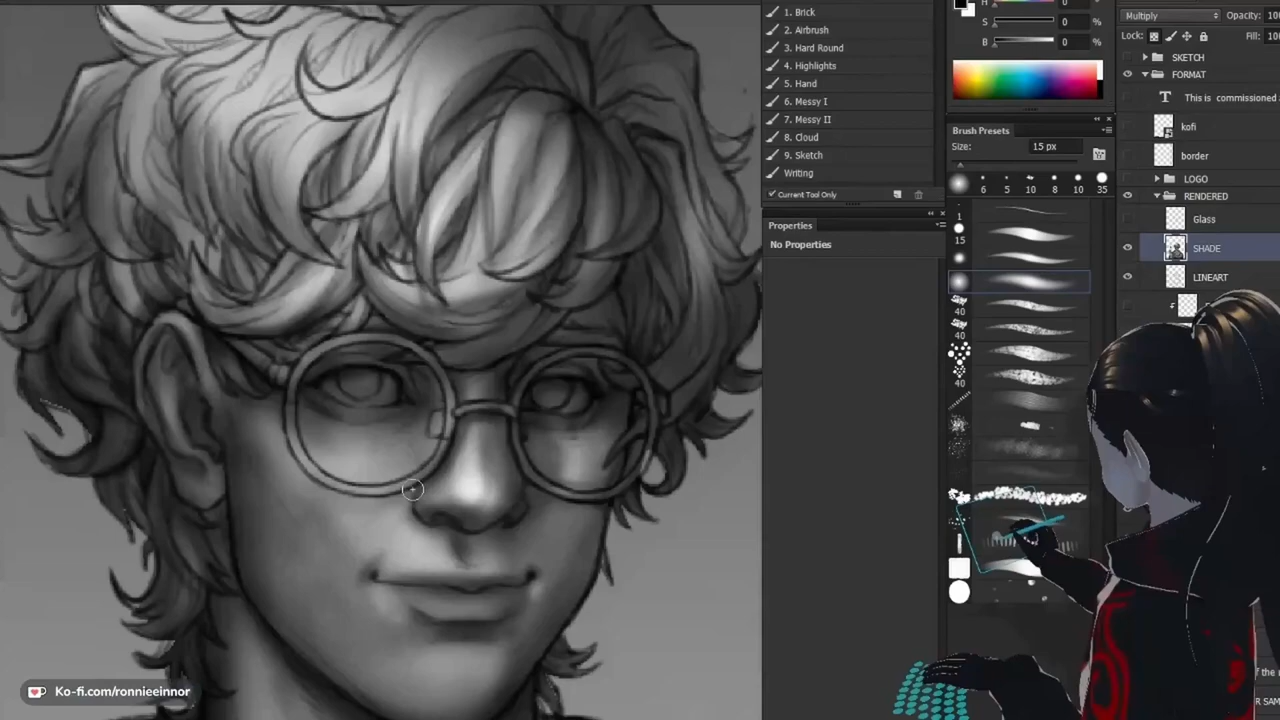 1. Brick
2. Airbrush
3. Hard Round
4. Highlights
5. Hand
6. Messy I
7. Messy II
8. Cloud
9. Sketch
Writing
Current Tool Only
Properties
No Properties
H 0 °
S 0 %
B 0 %
Brush Presets
Size: 15 px
6 5 10 8 10 35
1
15
40
40
40
Multiply Opacity: 10
Lock: Fill: 10
SKETCH
FORMAT
T This is commissioned
kofi
border
LOGO
RENDERED
Glass
SHADE
LINEART
Ko-fi.com/ronnieeinnor